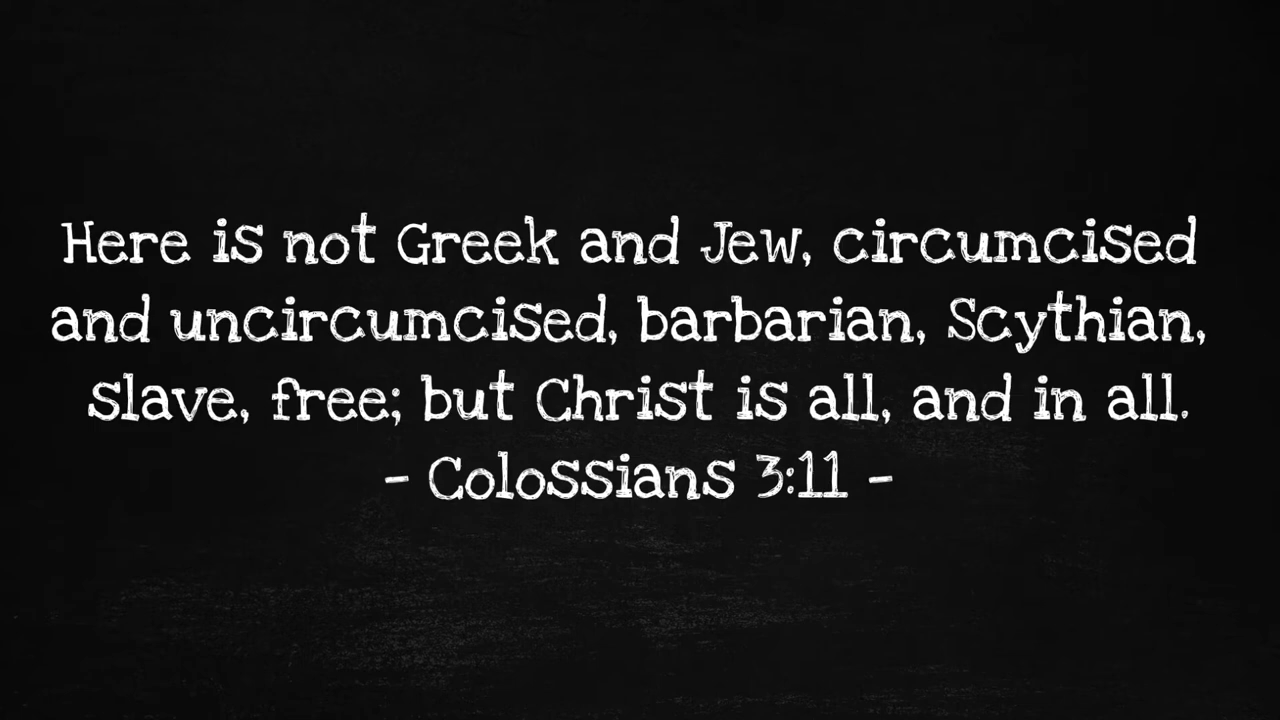 Here is not Greek and Jew, circumcised
and uncircumcised, barbarian, Scythian,
slave, free; but Christ is all, and in all.
- Colossians 3:11 -